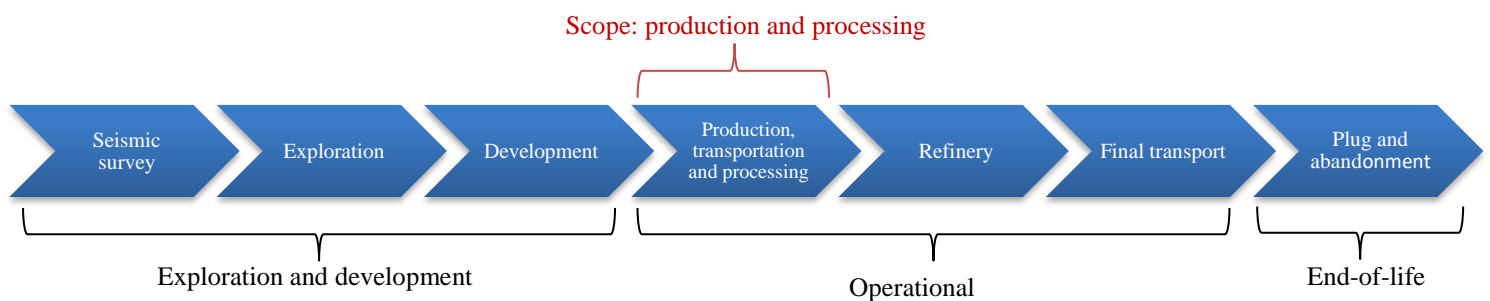 Scope: production and processing
Seismic
survey
Exploration
Development
Production,
transportation
and processing
Refinery
Final transport
Plug and
abandonment
Exploration and development
Operational
End-of-life